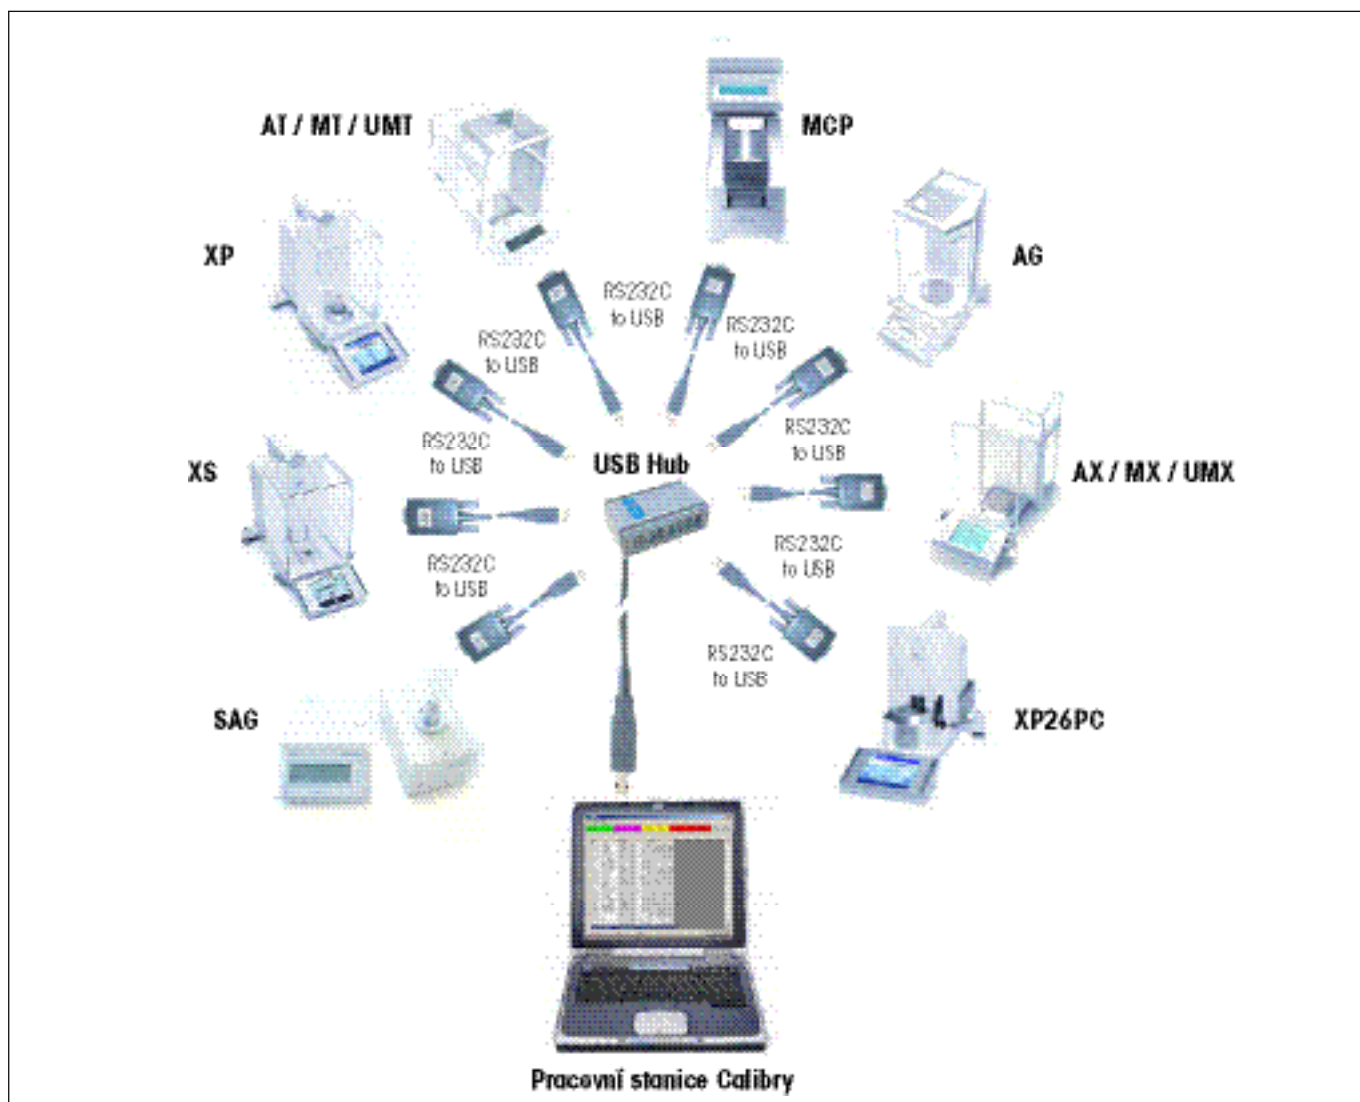 AT / MT / UMT
MCP
XP
AG
RS232C
to USB
RS232C
to USB
RS232C
to USB
RS232C
to USB
RS232C
to USB
USB Hub
XS
AX / MX / UMX
RS232C
to USB
RS232C
to USB
RS232C
to USB
SAG
XP26PC
Pracovní stanice Calibry